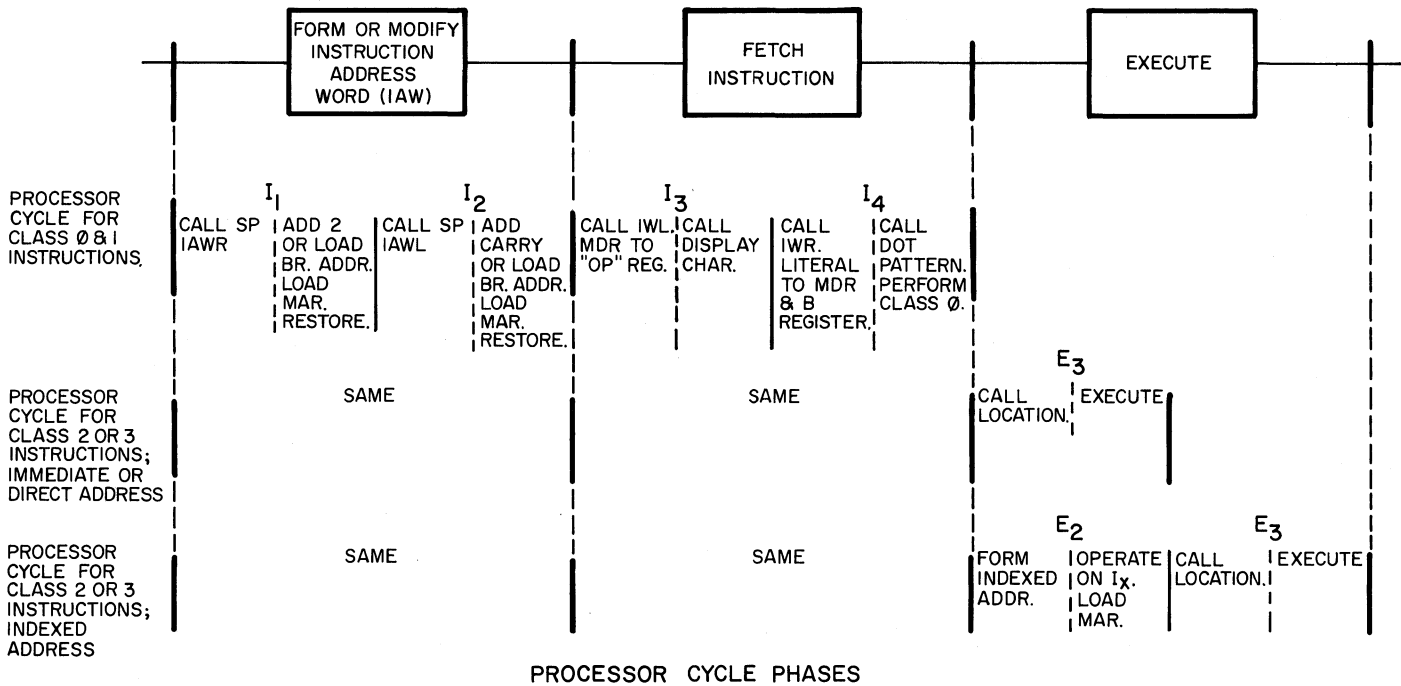 FORM OR MODIFY
INSTRUCTION
ADDRESS
WORD (IAW)
FETCH
INSTRUCTION
EXECUTE
PROCESSOR
CYCLE FOR
CLASS Ø & I
INSTRUCTIONS.
I1
I2
I3
I4
CALL SP
IAWR
ADD 2
OR LOAD
BR. ADDR.
LOAD
MAR.
RESTORE.
CALL SP
IAWL
ADD
CARRY
OR LOAD
BR. ADDR.
LOAD
MAR.
RESTORE.
CALL IWL.
MDR TO
"OP" REG.
CALL
DISPLAY
CHAR.
CALL
IWR.
LITERAL
TO MDR
& B
REGISTER.
CALL
DOT
PATTERN.
PERFORM
CLASS Ø.
PROCESSOR
CYCLE FOR
CLASS 2 OR 3
INSTRUCTIONS;
IMMEDIATE OR
DIRECT ADDRESS
SAME
SAME
E3
CALL
LOCATION.
EXECUTE
PROCESSOR
CYCLE FOR
CLASS 2 OR 3
INSTRUCTIONS;
INDEXED
ADDRESS
SAME
SAME
E2
E3
FORM
INDEXED
ADDR.
OPERATE
ON IX.
LOAD
MAR.
CALL
LOCATION.
EXECUTE
PROCESSOR CYCLE PHASES